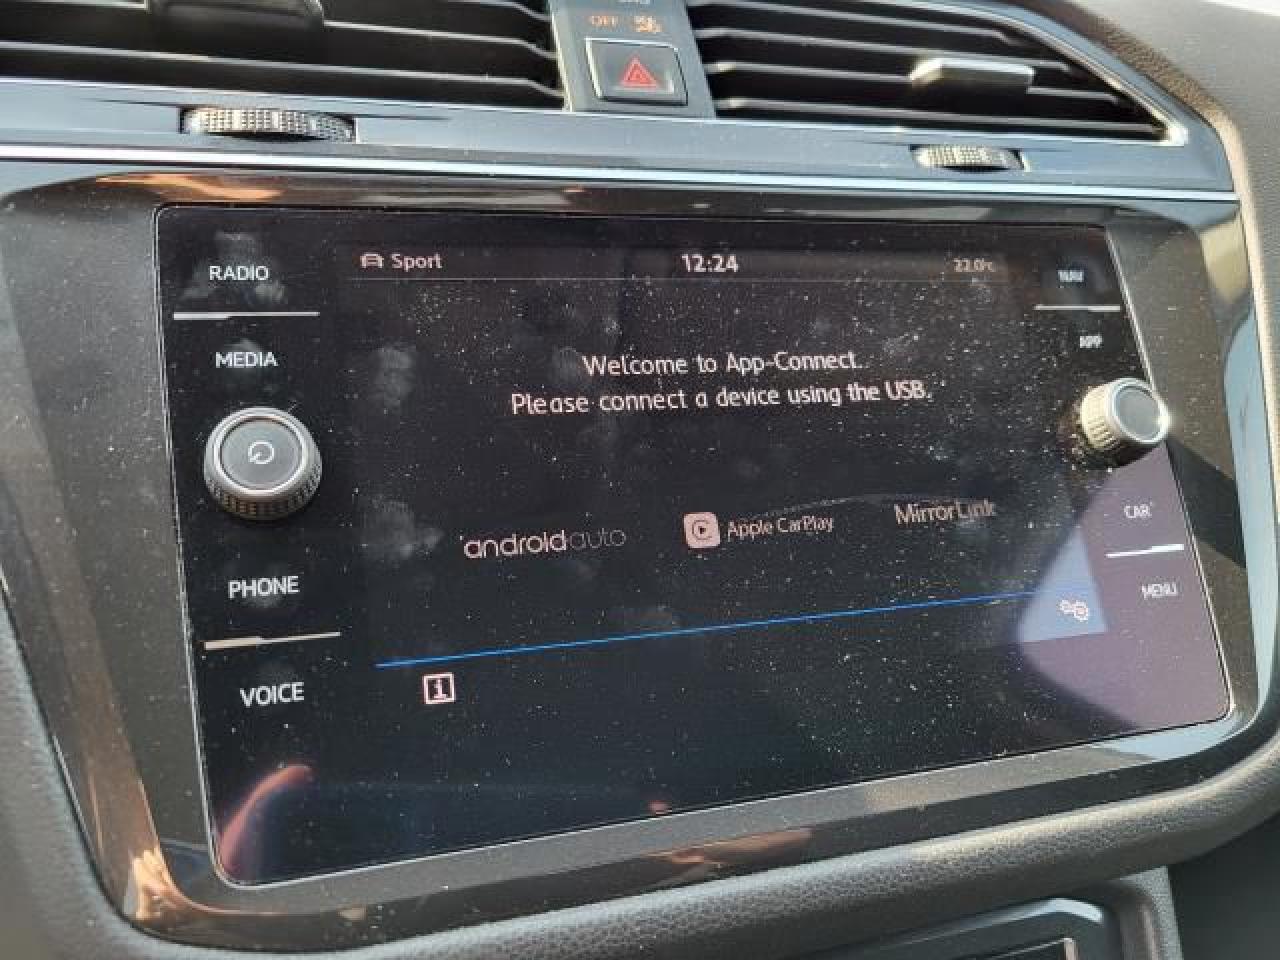 OFF
RADIO
Sport
12:24
22.0°C
NAV
MEDIA
APP
Welcome to App-Connect.
Please connect a device using the USB.
androidauto
Apple CarPlay
MirrorLink
CAR
PHONE
MENU
VOICE
i